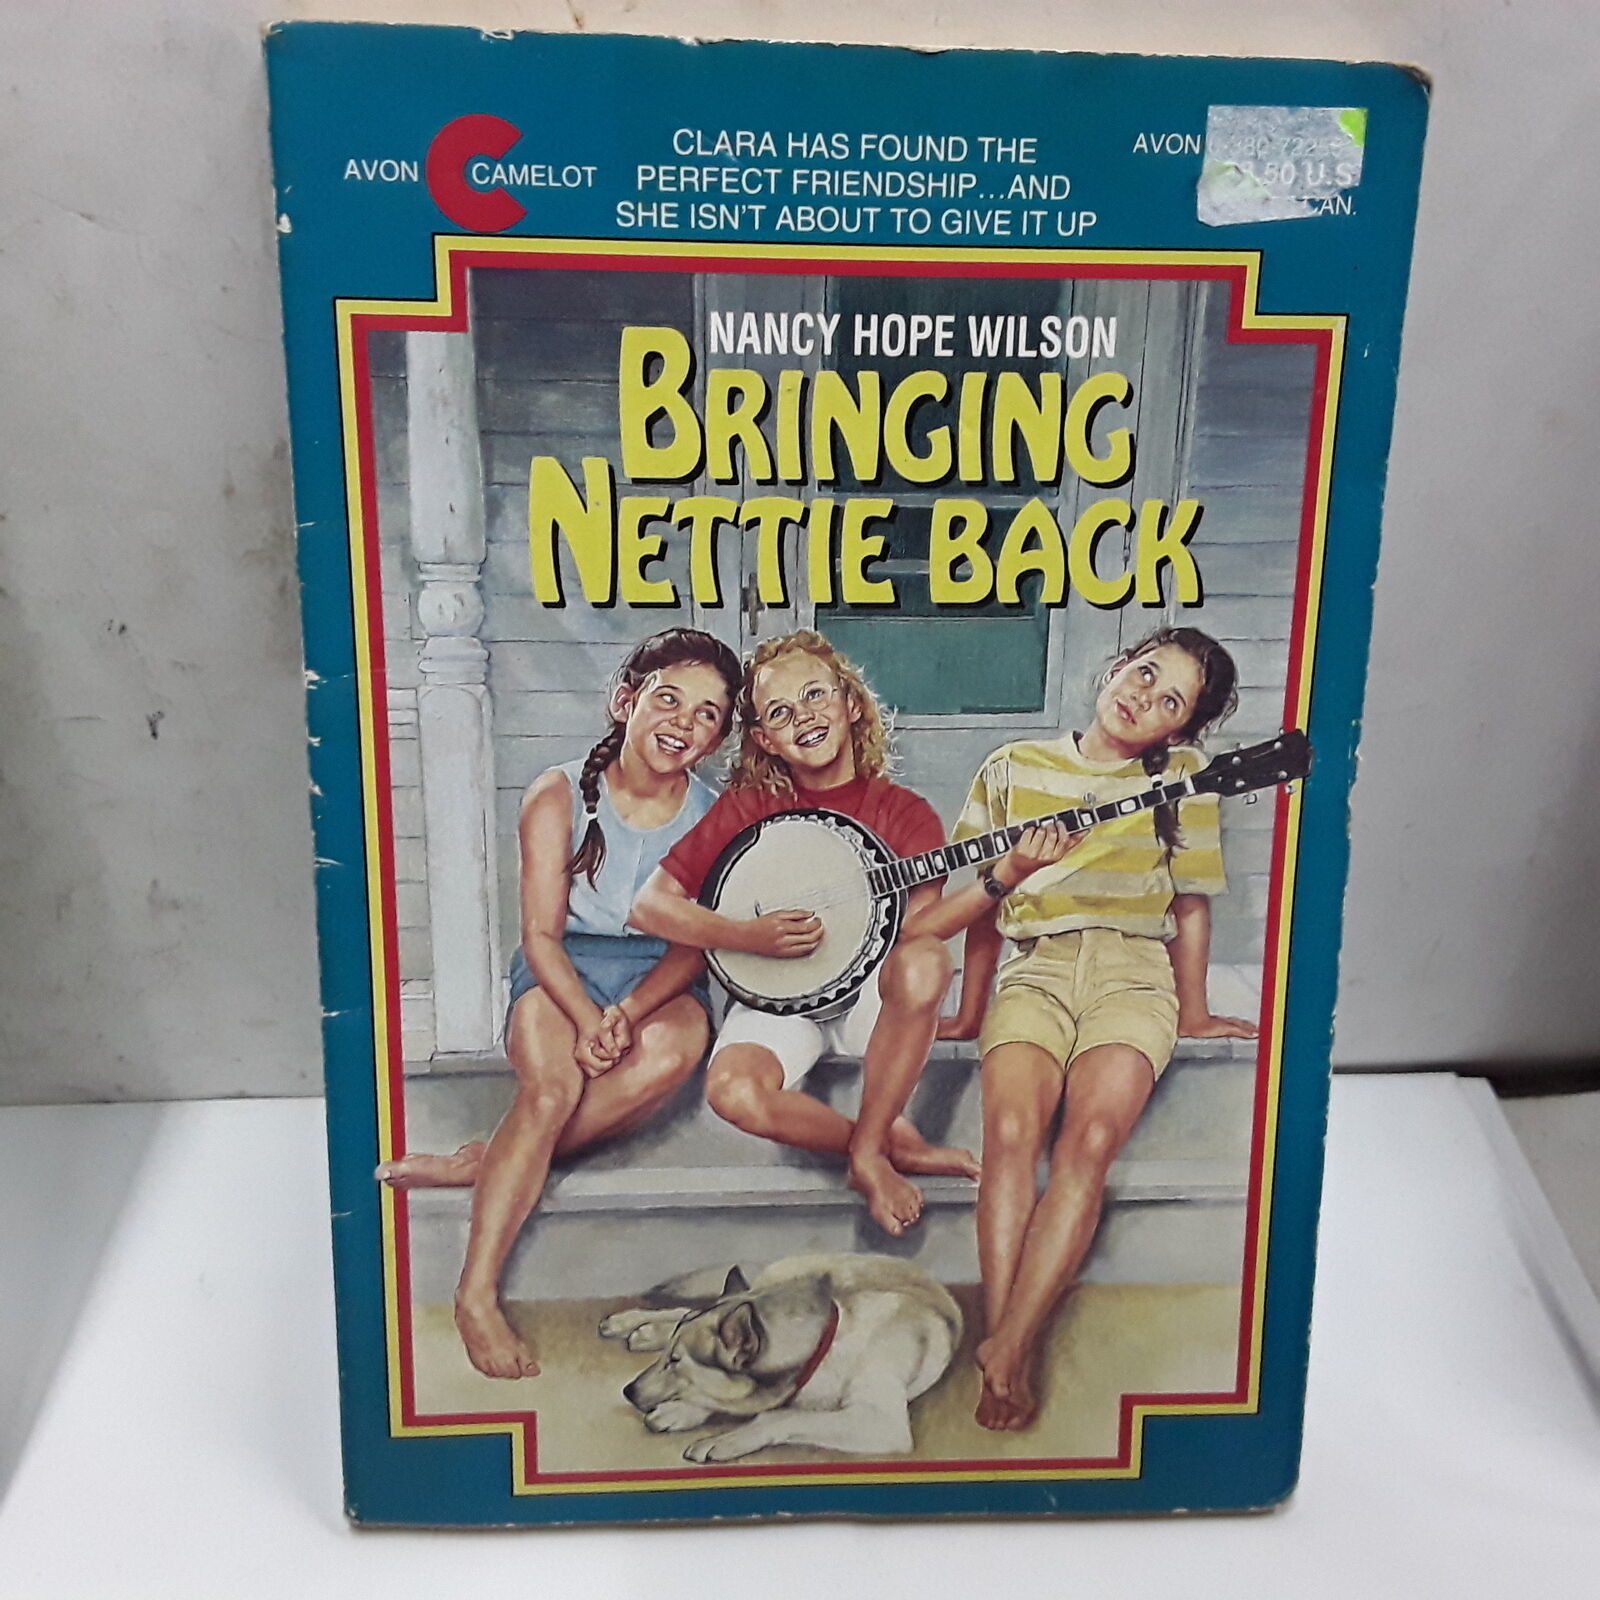 AVON CAMELOT
CLARA HAS FOUND THE
PERFECT FRIENDSHIP...AND
SHE ISN'T ABOUT TO GIVE IT UP
AVON
.50 U.S
CAN.
NANCY HOPE WILSON
BRINGING
NETTIE BACK